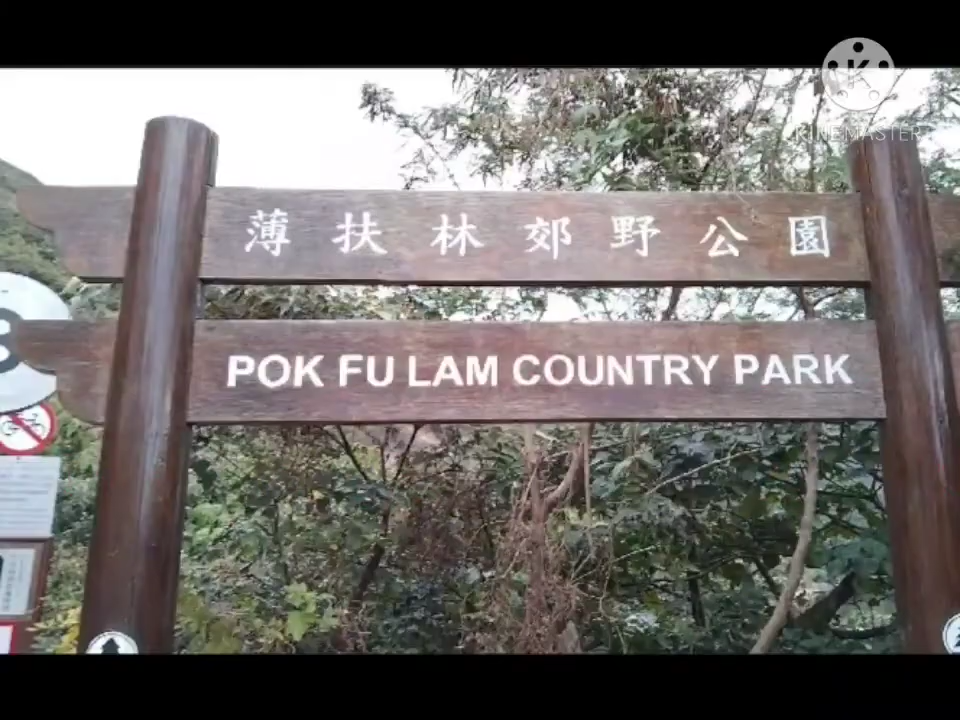 KINEMASTER
薄扶林郊野公園
POK FU LAM COUNTRY PARK